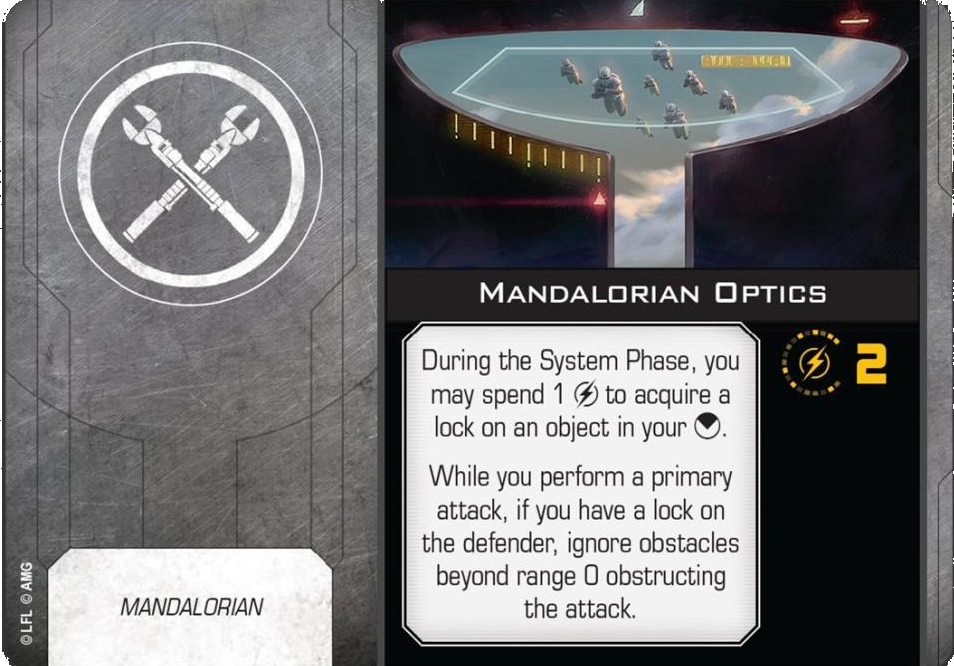 MANDALORIAN OPTICS
During the System Phase, you
may spend 1 to acquire a
lock on an object in your .
While you perform a primary
attack, if you have a lock on
the defender, ignore obstacles
beyond range 0 obstructing
the attack.
2
MANDALORIAN
© LFL © AMG